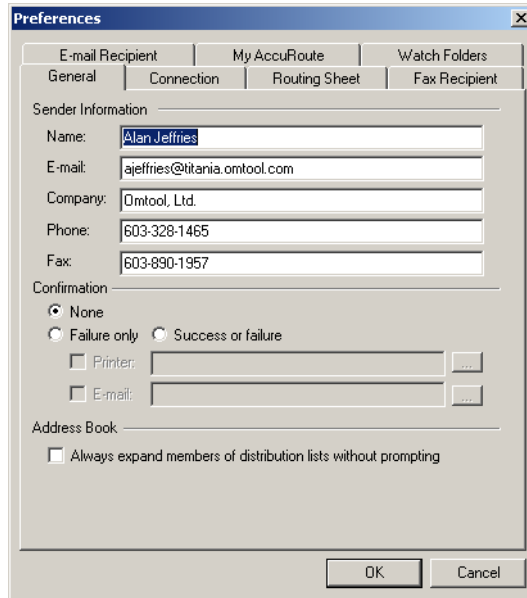 Preferences
E-mail Recipient My AccuRoute Watch Folders
General Connection Routing Sheet Fax Recipient
Sender Information
Name: Alan Jeffries
E-mail: ajeffries@titania.omtool.com
Company: Omtool, Ltd.
Phone: 603-328-1465
Fax: 603-890-1957
Confirmation
None
Failure only Success or failure
Printer: ...
E-mail: ...
Address Book
Always expand members of distribution lists without prompting
OK Cancel